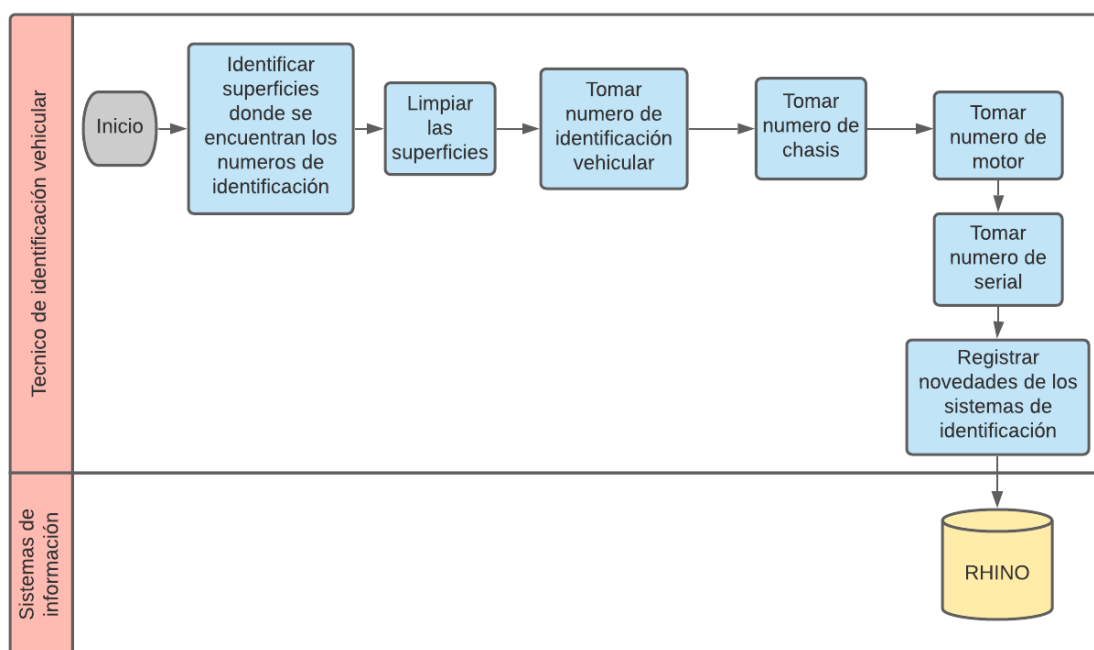 Tecnico de identificación vehicular
Inicio
Identificar
superficies
donde se
encuentran los
numeros de
identificación
Limpiar
las
superficies
Tomar
numero de
identificación
vehicular
Tomar
numero de
chasis
Tomar
numero de
motor
Tomar
numero de
serial
Registrar
novedades de los
sistemas de
identificación
Sistemas de
información
RHINO